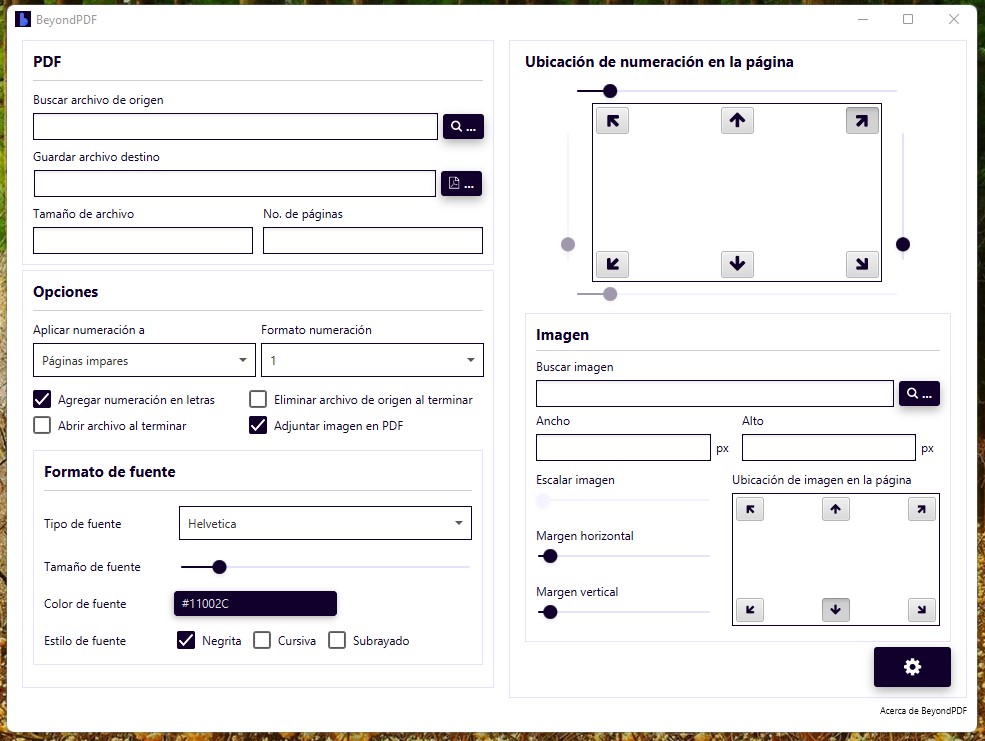 BeyondPDF
PDF
Buscar archivo de origen
...
Guardar archivo destino
...
Tamaño de archivo
No. de páginas
Opciones
Aplicar numeración a
Formato numeración
Páginas impares
1
Agregar numeración en letras
Eliminar archivo de origen al terminar
Abrir archivo al terminar
Adjuntar imagen en PDF
Formato de fuente
Tipo de fuente
Helvetica
Tamaño de fuente
Color de fuente
#11002C
Estilo de fuente
Negrita
Cursiva
Subrayado
Ubicación de numeración en la página
Imagen
Buscar imagen
...
Ancho
Alto
px
px
Escalar imagen
Ubicación de imagen en la página
Margen horizontal
Margen vertical
Acerca de BeyondPDF